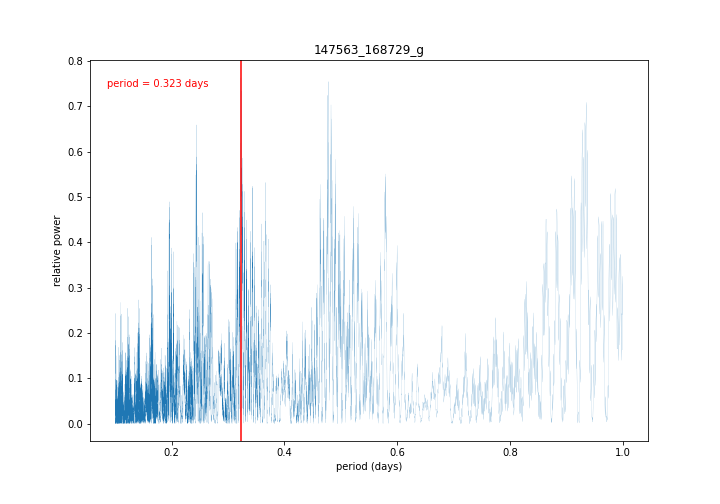 147563_168729_g
period = 0.323 days
relative power
0.8
0.7
0.6
0.5
0.4
0.3
0.2
0.1
0.0
0.2 0.4 0.6 0.8 1.0
period (days)